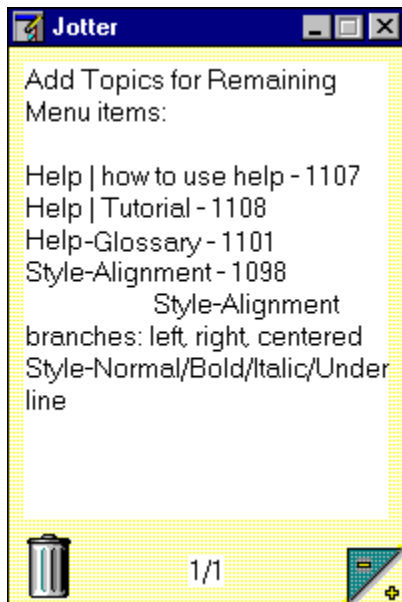 Jotter
Add Topics for Remaining
Menu items:
Help | how to use help - 1107
Help | Tutorial - 1108
Help-Glossary - 1101
Style-Alignment - 1098
Style-Alignment
branches: left, right, centered
Style-Normal/Bold/Italic/Under
line
1/1